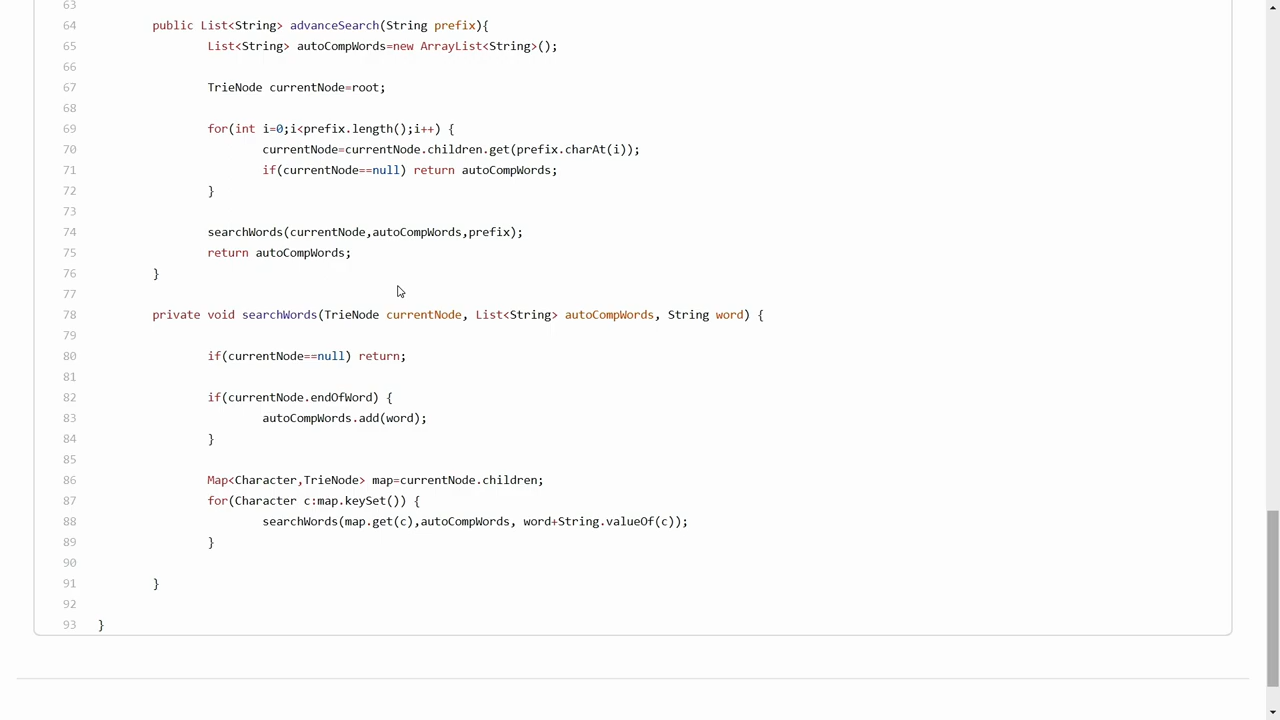 63
64 public List<String> advanceSearch(String prefix){
65 List<String> autoCompWords=new ArrayList<String>();
66
67 TrieNode currentNode=root;
68
69 for(int i=0;i<prefix.length();i++) {
70 currentNode=currentNode.children.get(prefix.charAt(i));
71 if(currentNode==null) return autoCompWords;
72 }
73
74 searchWords(currentNode,autoCompWords,prefix);
75 return autoCompWords;
76 }
77
78 private void searchWords(TrieNode currentNode, List<String> autoCompWords, String word) {
79
80 if(currentNode==null) return;
81
82 if(currentNode.endOfWord) {
83 autoCompWords.add(word);
84 }
85
86 Map<Character,TrieNode> map=currentNode.children;
87 for(Character c:map.keySet()) {
88 searchWords(map.get(c),autoCompWords, word+String.valueOf(c));
89 }
90
91 }
92
93 }